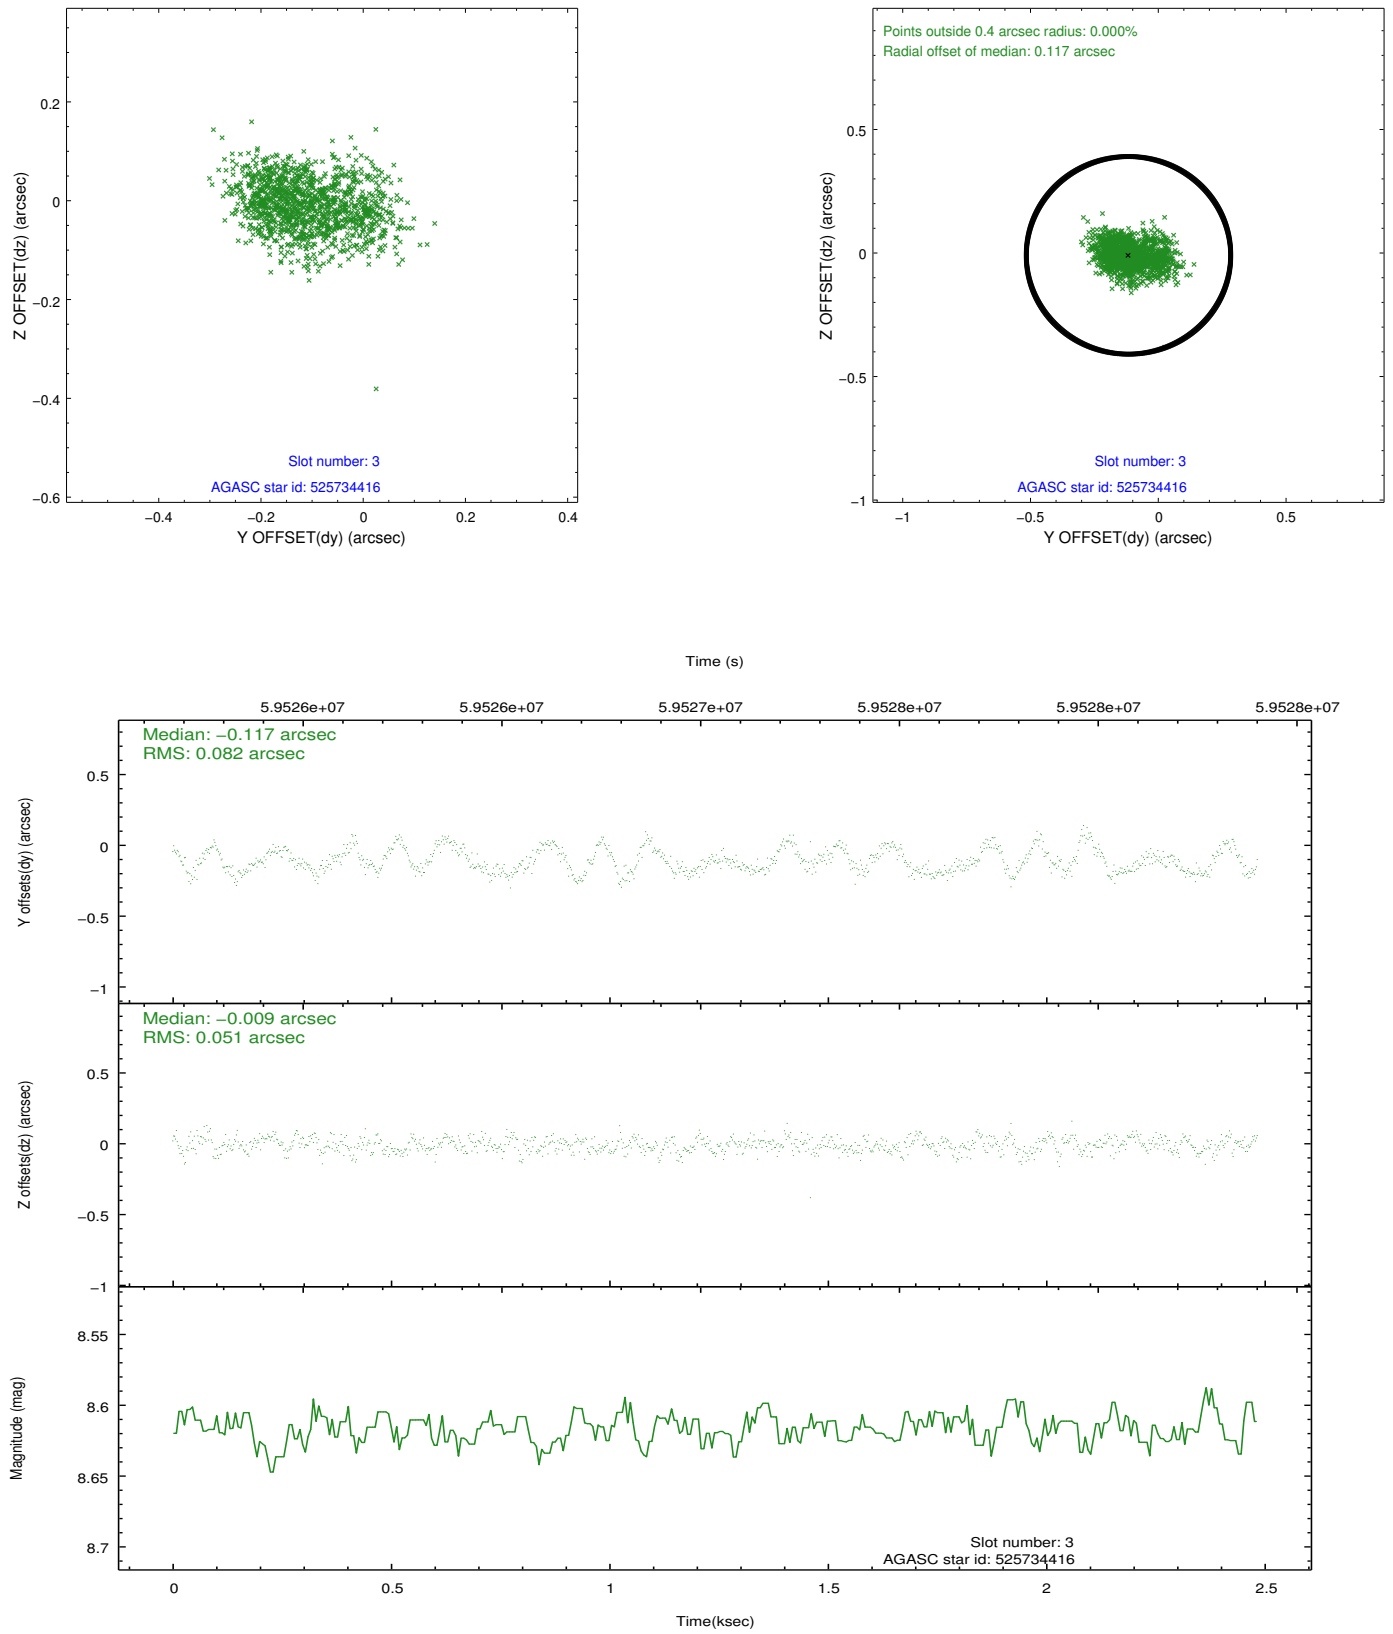 0.2
0
−0.2
−0.4
−0.6
Z OFFSET(dz) (arcsec)
Slot number: 3
AGASC star id: 525734416
−0.4
−0.2
0
0.2
0.4
Y OFFSET(dy) (arcsec)
Points outside 0.4 arcsec radius: 0.000%
Radial offset of median: 0.117 arcsec
0.5
0
−0.5
−1
Z OFFSET(dz) (arcsec)
Slot number: 3
AGASC star id: 525734416
−1
−0.5
0
0.5
Y OFFSET(dy) (arcsec)
Time (s)
5.9526e+07
5.9526e+07
5.9527e+07
5.9528e+07
5.9528e+07
5.9528e+07
Median: −0.117 arcsec
RMS: 0.082 arcsec
0.5
0
−0.5
−1
Y offsets(dy) (arcsec)
Median: −0.009 arcsec
RMS: 0.051 arcsec
0.5
0
−0.5
−1
Z offsets(dz) (arcsec)
8.55
8.6
8.65
8.7
Magnitude (mag)
Slot number: 3
AGASC star id: 525734416
0
0.5
1
1.5
2
2.5
Time(ksec)